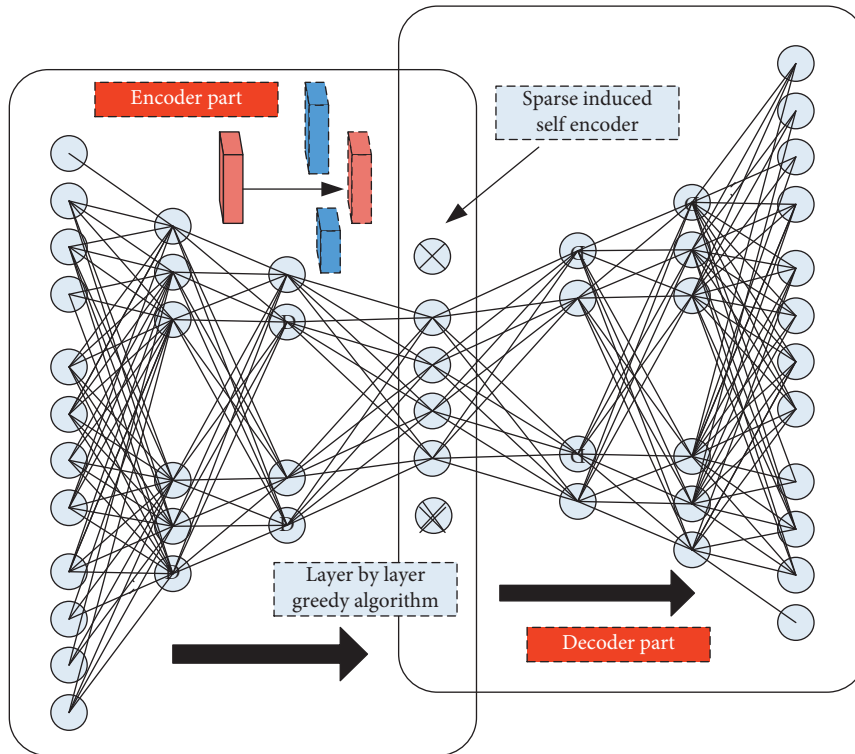 Encoder part
Sparse induced
self encoder
Layer by layer
greedy algorithm
Decoder part